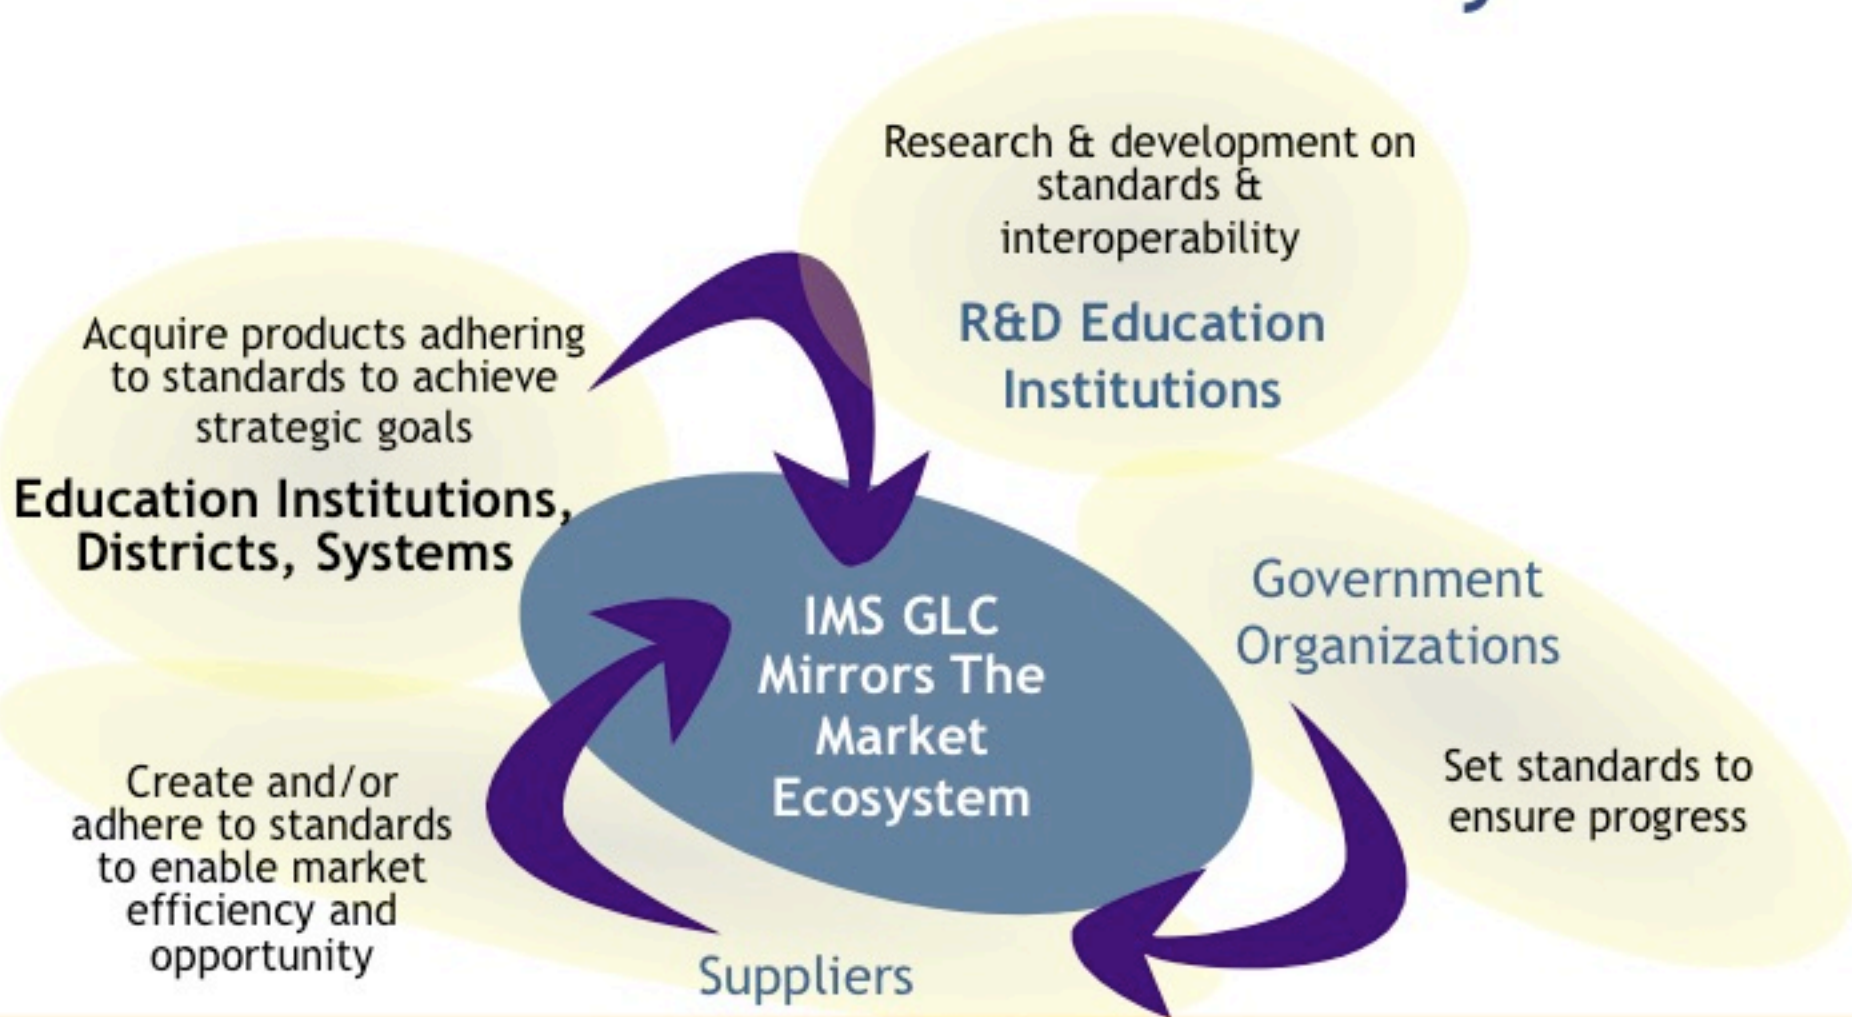 Research & development on
standards &
interoperability
R&D Education
Institutions
Acquire products adhering
to standards to achieve
strategic goals
Education Institutions,
Districts, Systems
IMS GLC
Mirrors The
Market
Ecosystem
Government
Organizations
Set standards to
ensure progress
Create and/or
adhere to standards
to enable market
efficiency and
opportunity
Suppliers